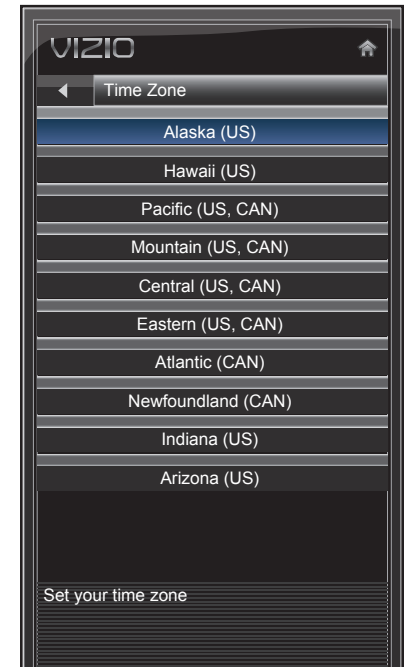 VIZIO
Time Zone
Alaska (US)
Hawaii (US)
Pacific (US, CAN)
Mountain (US, CAN)
Central (US, CAN)
Eastern (US, CAN)
Atlantic (CAN)
Newfoundland (CAN)
Indiana (US)
Arizona (US)
Set your time zone